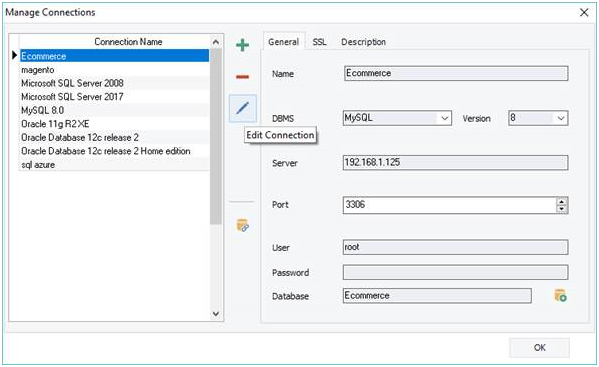 Manage Connections
Connection Name
Ecommerce
magento
Microsoft SQL Server 2008
Microsoft SQL Server 2017
MySQL 8.0
Oracle 11g R2 XE
Oracle Database 12c release 2
Oracle Database 12c release 2 Home edition
sql azure
Edit Connection
General SSL Description
Name Ecommerce
DBMS MySQL Version 8
Server 192.168.1.125
Port 3306
User root
Password
Database Ecommerce
OK